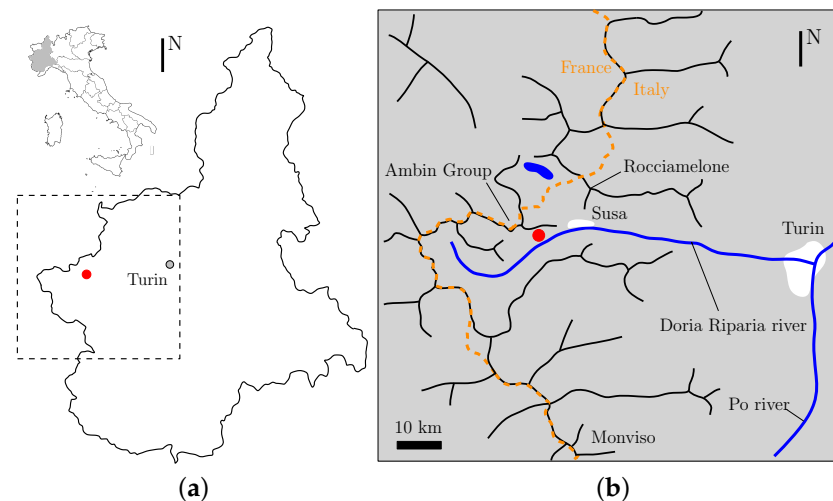 N
Turin
(a)
N
France
Italy
Ambin Group
Rocciamelone
Susa
Turin
Doria Riparia river
Po river
10 km
Monviso
(b)